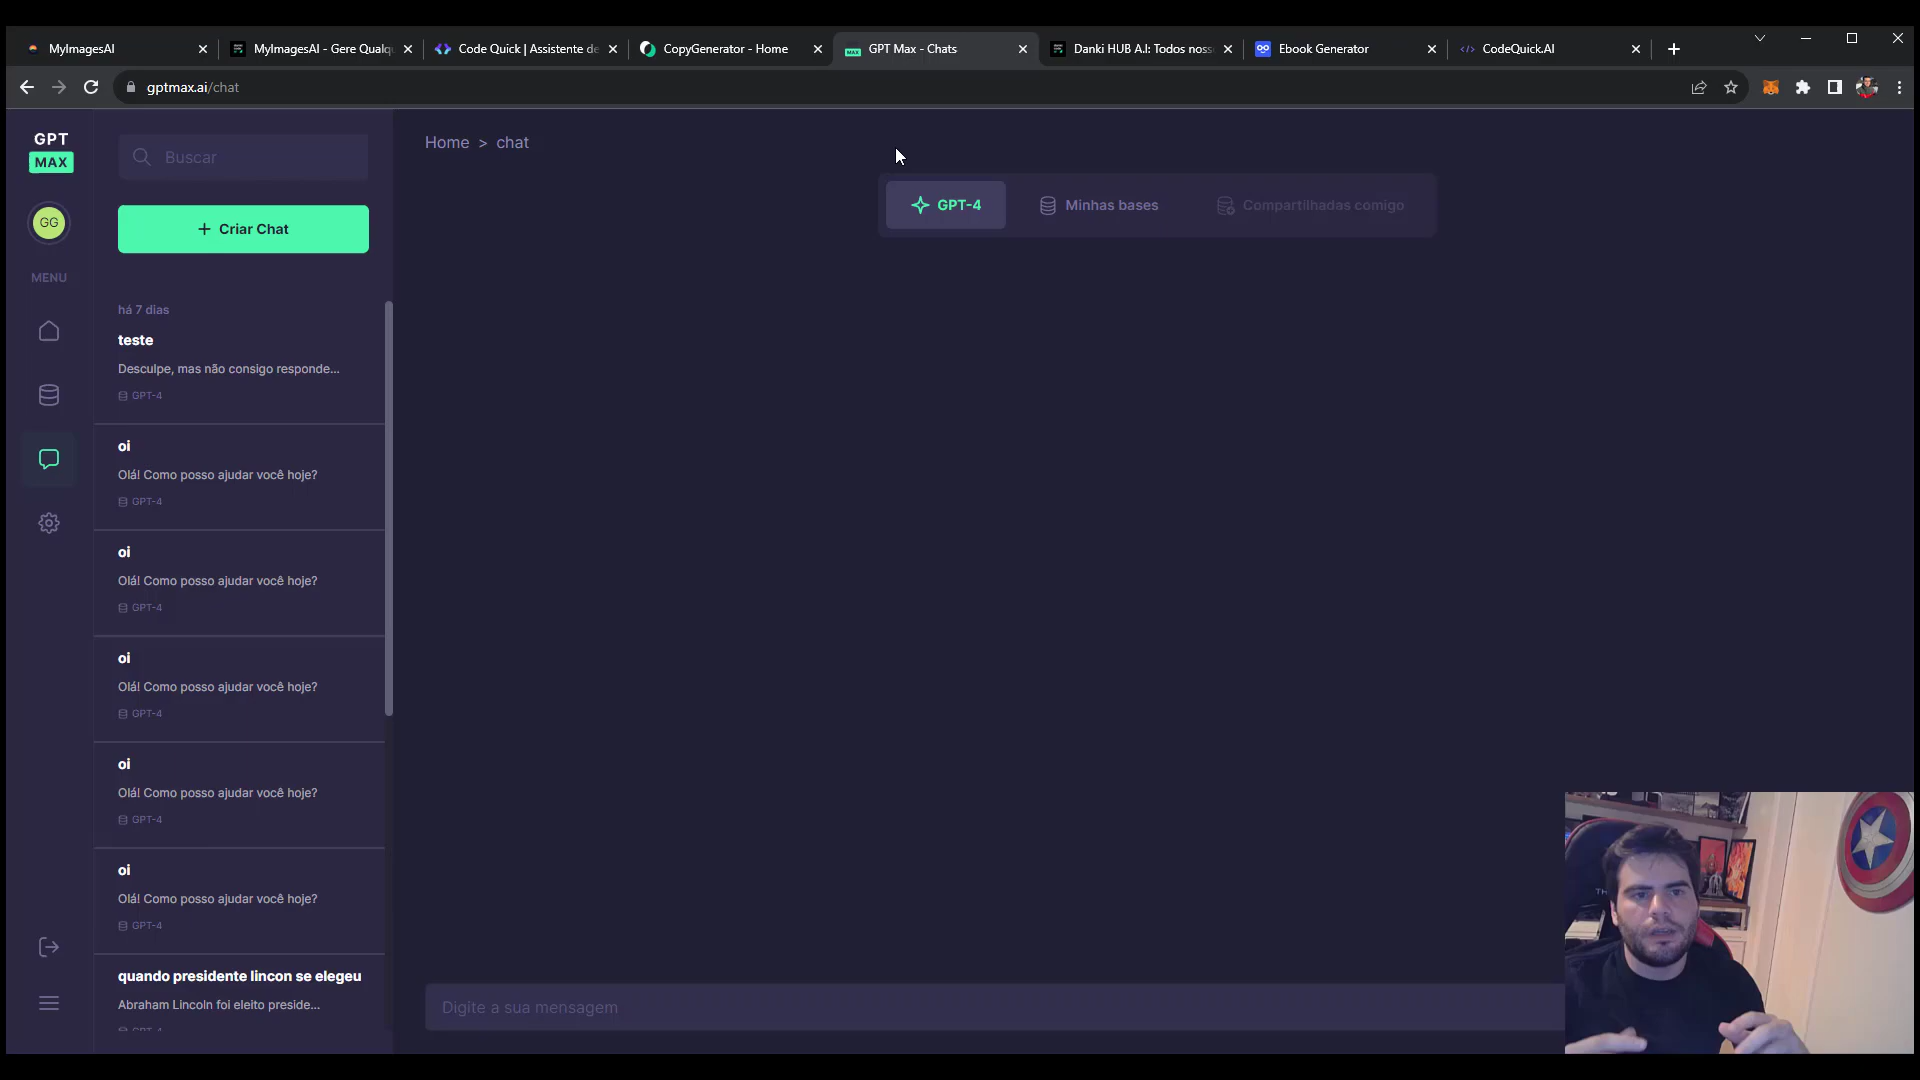 MyImagesAI
MyImagesAI - Gere Qualq
Code Quick | Assistente de
CopyGenerator - Home
GPT Max - Chats
Danki HUB A.I: Todos noss
Ebook Generator
CodeQuick.AI
gptmax.ai/chat
GPT
MAX
GG
MENU
Buscar
+ Criar Chat
há 7 dias
teste
Desculpe, mas não consigo responde...
GPT-4
oi
Olá! Como posso ajudar você hoje?
GPT-4
oi
Olá! Como posso ajudar você hoje?
GPT-4
oi
Olá! Como posso ajudar você hoje?
GPT-4
oi
Olá! Como posso ajudar você hoje?
GPT-4
oi
Olá! Como posso ajudar você hoje?
GPT-4
quando presidente lincon se elegeu
Abraham Lincoln foi eleito preside...
GPT-4
Home > chat
GPT-4
Minhas bases
Compartilhadas comigo
Digite a sua mensagem